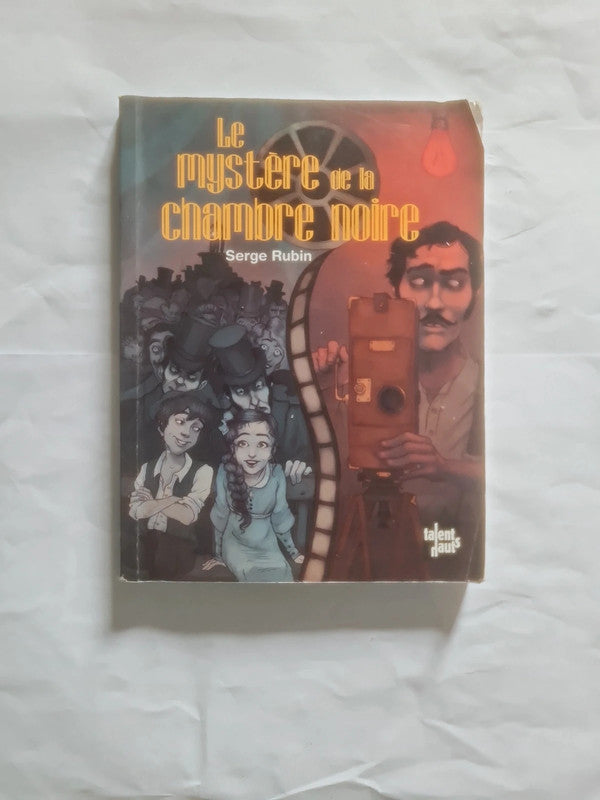 Le
mystère de la
chambre noire
Serge Rubin
talent
hauts